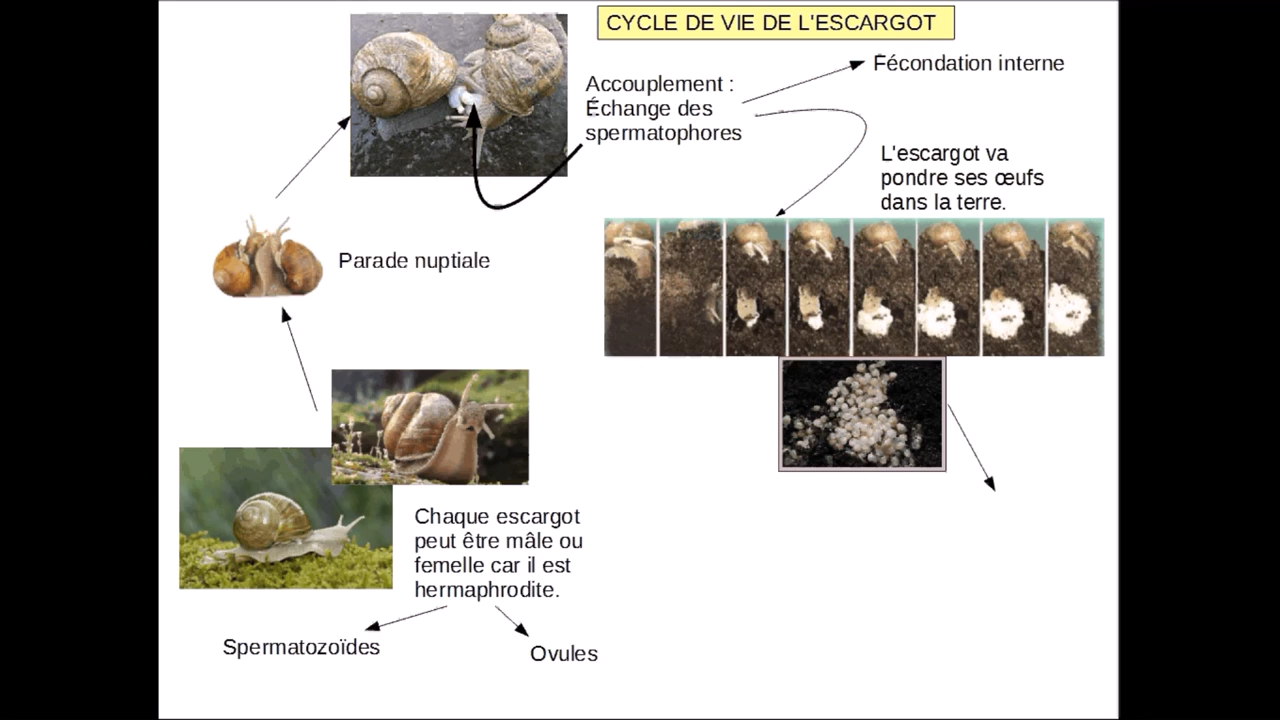 CYCLE DE VIE DE L'ESCARGOT
Fécondation interne
Accouplement :
Échange des
spermatophores
L'escargot va
pondre ses œufs
dans la terre.
Parade nuptiale
Chaque escargot
peut être mâle ou
femelle car il est
hermaphrodite.
Spermatozoïdes
Ovules